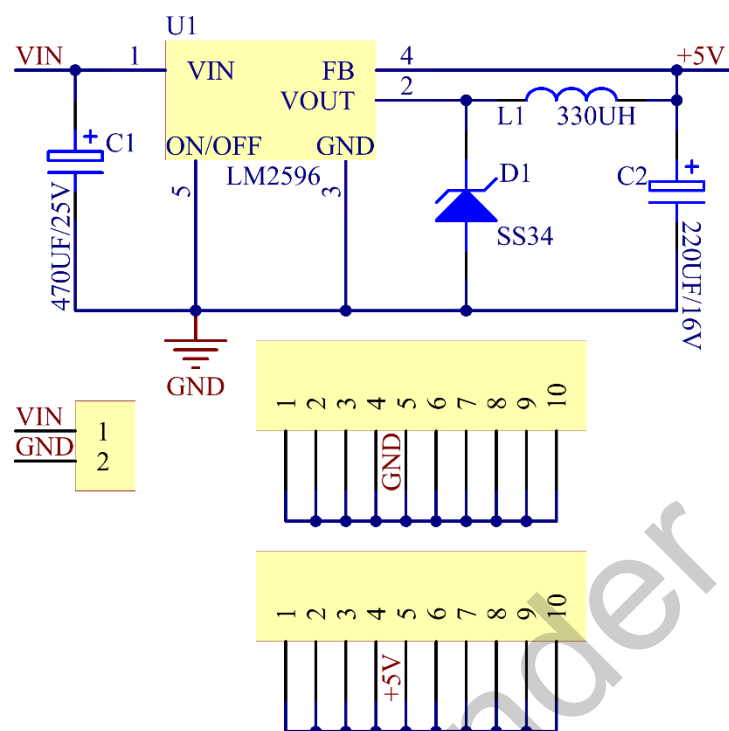 U1
VIN
1
VIN
FB
4
+5V
VOUT
2
L1
330UH
C1
470UF/25V
ON/OFF
GND
LM2596
5
3
D1
SS34
C2
220UF/16V
GND
VIN
1
GND
2
1 2 3 4 5 6 7 8 9 10
GND
1 2 3 4 5 6 7 8 9 10
+5V
nder